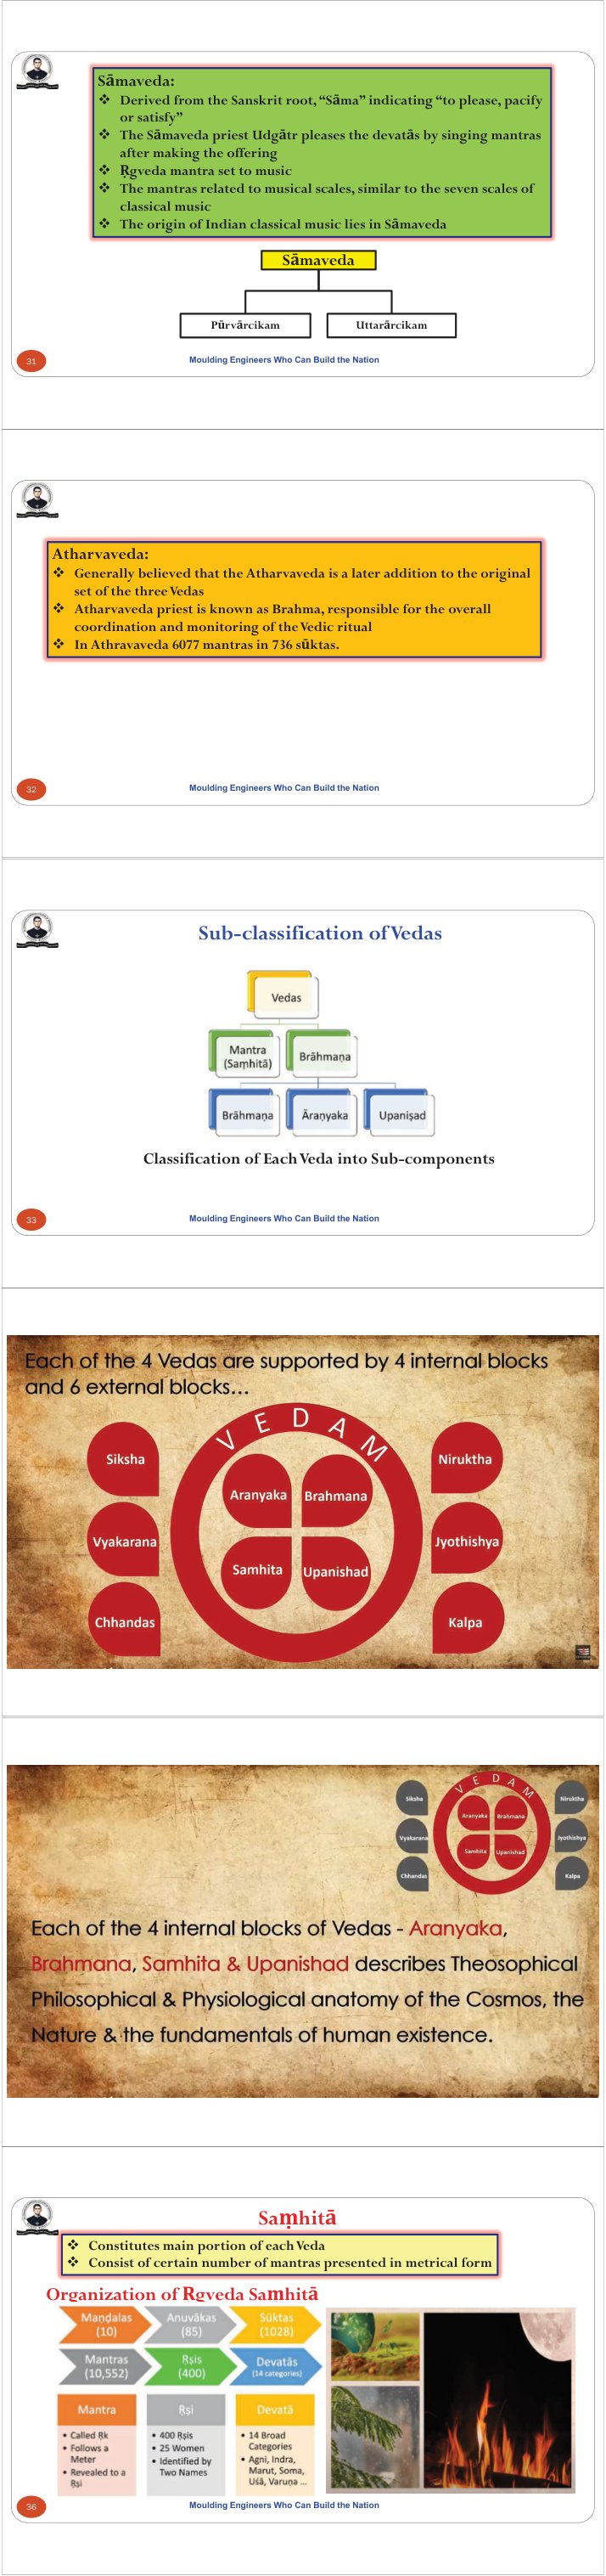 Sāmaveda:
❖ Derived from the Sanskrit root, “Sāma” indicating “to please, pacify
or satisfy”
❖ The Sāmaveda priest Udgātr pleases the devatās by singing mantras
after making the offering
❖ Ṛgveda mantra set to music
❖ The mantras related to musical scales, similar to the seven scales of
classical music
❖ The origin of Indian classical music lies in Sāmaveda
Sāmaveda
Pūrvārcikam
Uttarārcikam
31
Moulding Engineers Who Can Build the Nation
Atharvaveda:
❖ Generally believed that the Atharvaveda is a later addition to the original
set of the three Vedas
❖ Atharvaveda priest is known as Brahma, responsible for the overall
coordination and monitoring of the Vedic ritual
❖ In Athravaveda 6077 mantras in 736 sūktas.
32
Moulding Engineers Who Can Build the Nation
Sub-classification of Vedas
Vedas
Mantra
(Saṃhitā)
Brāhmaṇa
Brāhmaṇa
Āraṇyaka
Upaniṣad
Classification of Each Veda into Sub-components
33
Moulding Engineers Who Can Build the Nation
Each of the 4 Vedas are supported by 4 internal blocks
and 6 external blocks...
VEDAM
Siksha
Niruktha
Aranyaka
Brahmana
Vyakarana
Jyothishya
Samhita
Upanishad
Chhandas
Kalpa
VEDAM
Siksha
Niruktha
Aranyaka
Brahmana
Vyakarana
Jyothishya
Samhita
Upanishad
Chhandas
Kalpa
Each of the 4 internal blocks of Vedas - Aranyaka,
Brahmana, Samhita & Upanishad describes Theosophical
Philosophical & Physiological anatomy of the Cosmos, the
Nature & the fundamentals of human existence.
Saṃhitā
❖ Constitutes main portion of each Veda
❖ Consist of certain number of mantras presented in metrical form
Organization of Rgveda Samhitā
Maṇḍalas
(10)
Anuvākas
(85)
Sūktas
(1028)
Mantras
(10,552)
Ṛṣis
(400)
Devatās
(14 categories)
Mantra
• Called Ṛk
• Follows a
Meter
• Revealed to a
Ṛṣi
Ṛṣi
• 400 Ṛṣis
• 25 Women
• Identified by
Two Names
Devatā
• 14 Broad
Categories
• Agni, Indra,
Marut, Soma,
Uśā, Varuṇa ...
36
Moulding Engineers Who Can Build the Nation